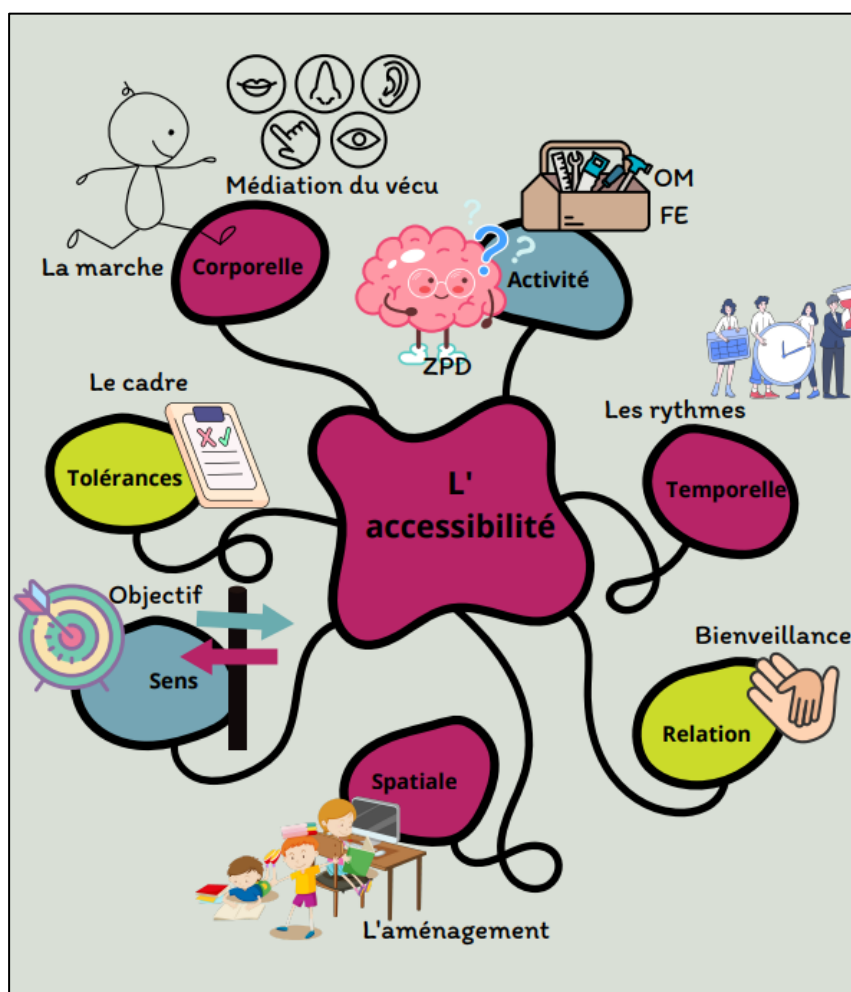 Médiation du vécu
La marche
Corporelle
OM
FE
Activité
ZPD
Le cadre
Tolérances
Les rythmes
Temporelle
L'
accessibilité
Objectif
Sens
Bienveillance
Relation
Spatiale
L'aménagement